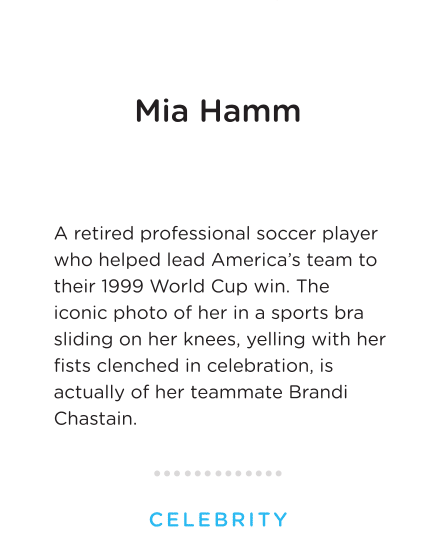 Mia Hamm
A retired professional soccer player
who helped lead America’s team to
their 1999 World Cup win. The
iconic photo of her in a sports bra
sliding on her knees, yelling with her
fists clenched in celebration, is
actually of her teammate Brandi
Chastain.
CELEBRITY